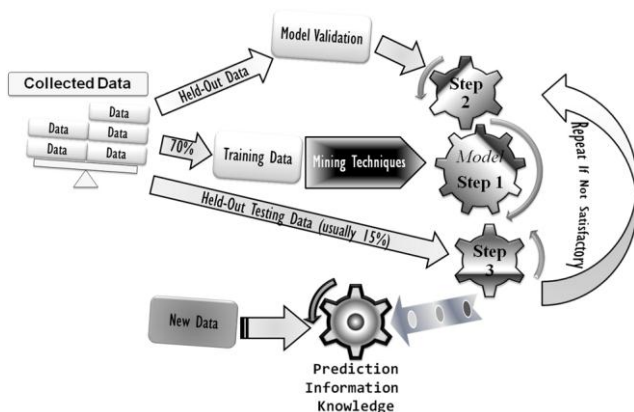 Model Validation
Collected Data
Held-Out Data
Step
2
Data
Data
Data
Data
Data
70%
Training Data
Mining Techniques
Model
Step 1
Repeat If Not Satisfactory
Held-Out Testing Data (usually 15%)
Step
3
New Data
Prediction
Information
Knowledge